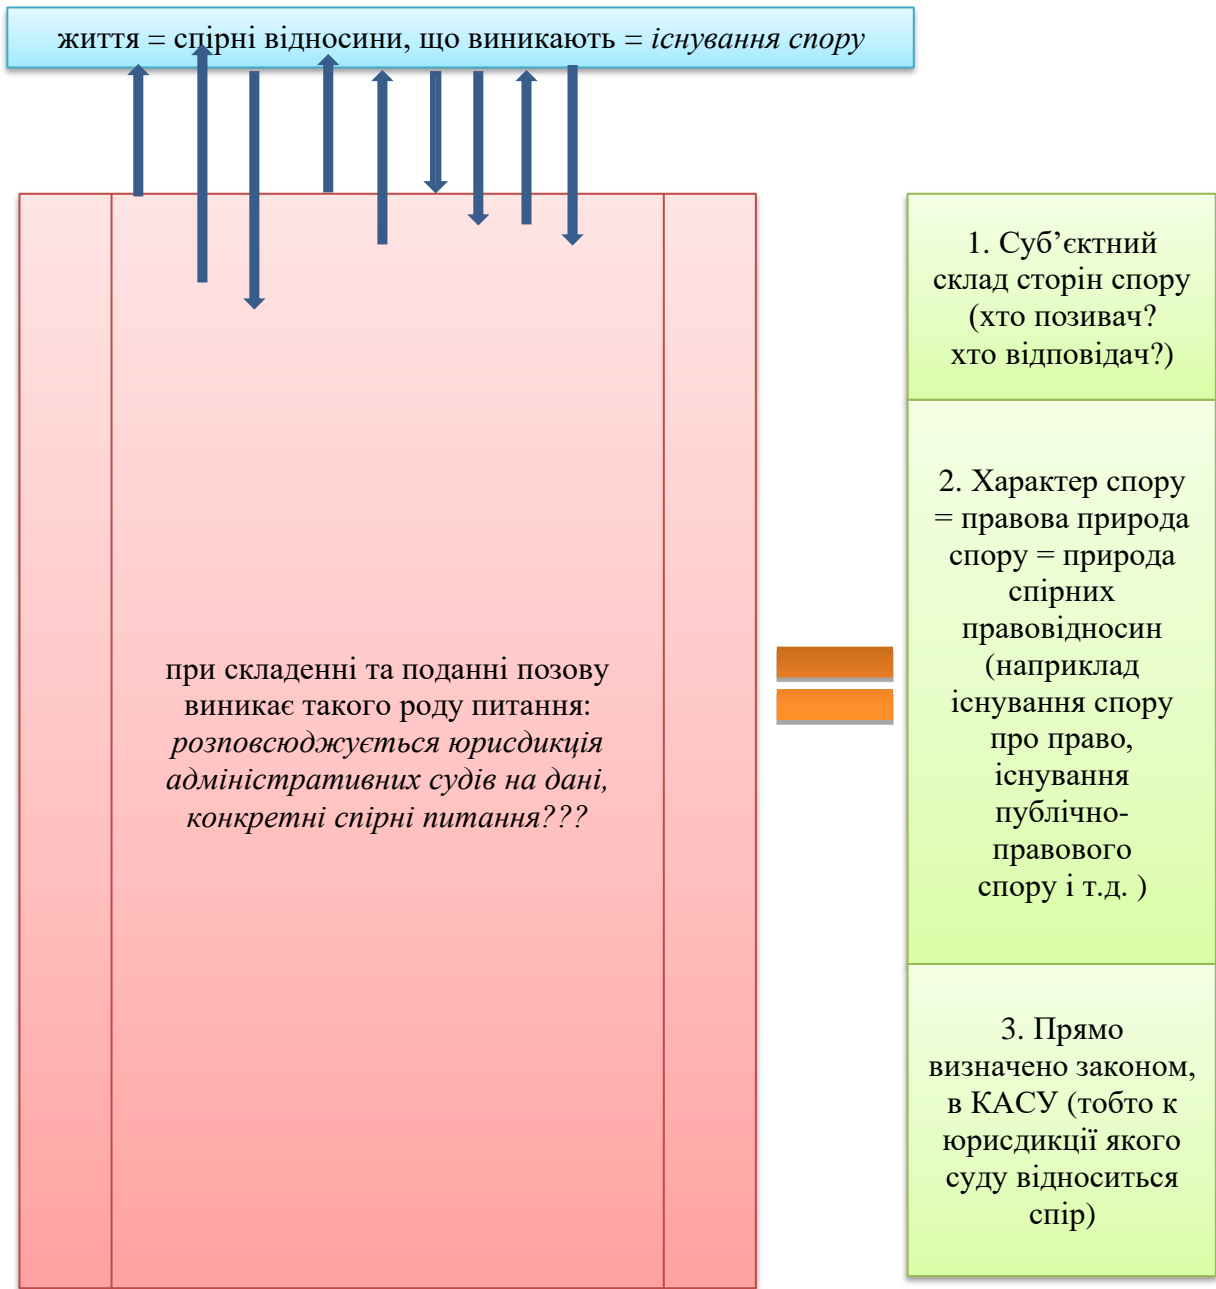 життя = спірні відносини, що виникають = існування спору
при складенні та поданні позову
виникає такого роду питання:
розповсюджується юрисдикція
адміністративних судів на дані,
конкретні спірні питання???
1. Суб’єктний
склад сторін спору
(хто позивач?
хто відповідач?)
2. Характер спору
= правова природа
спору = природа
спірних
правовідносин
(наприклад
існування спору
про право,
існування
публічно-
правового
спору і т.д. )
3. Прямо
визначено законом,
в КАСУ (тобто к
юрисдикції якого
суду відноситься
спір)